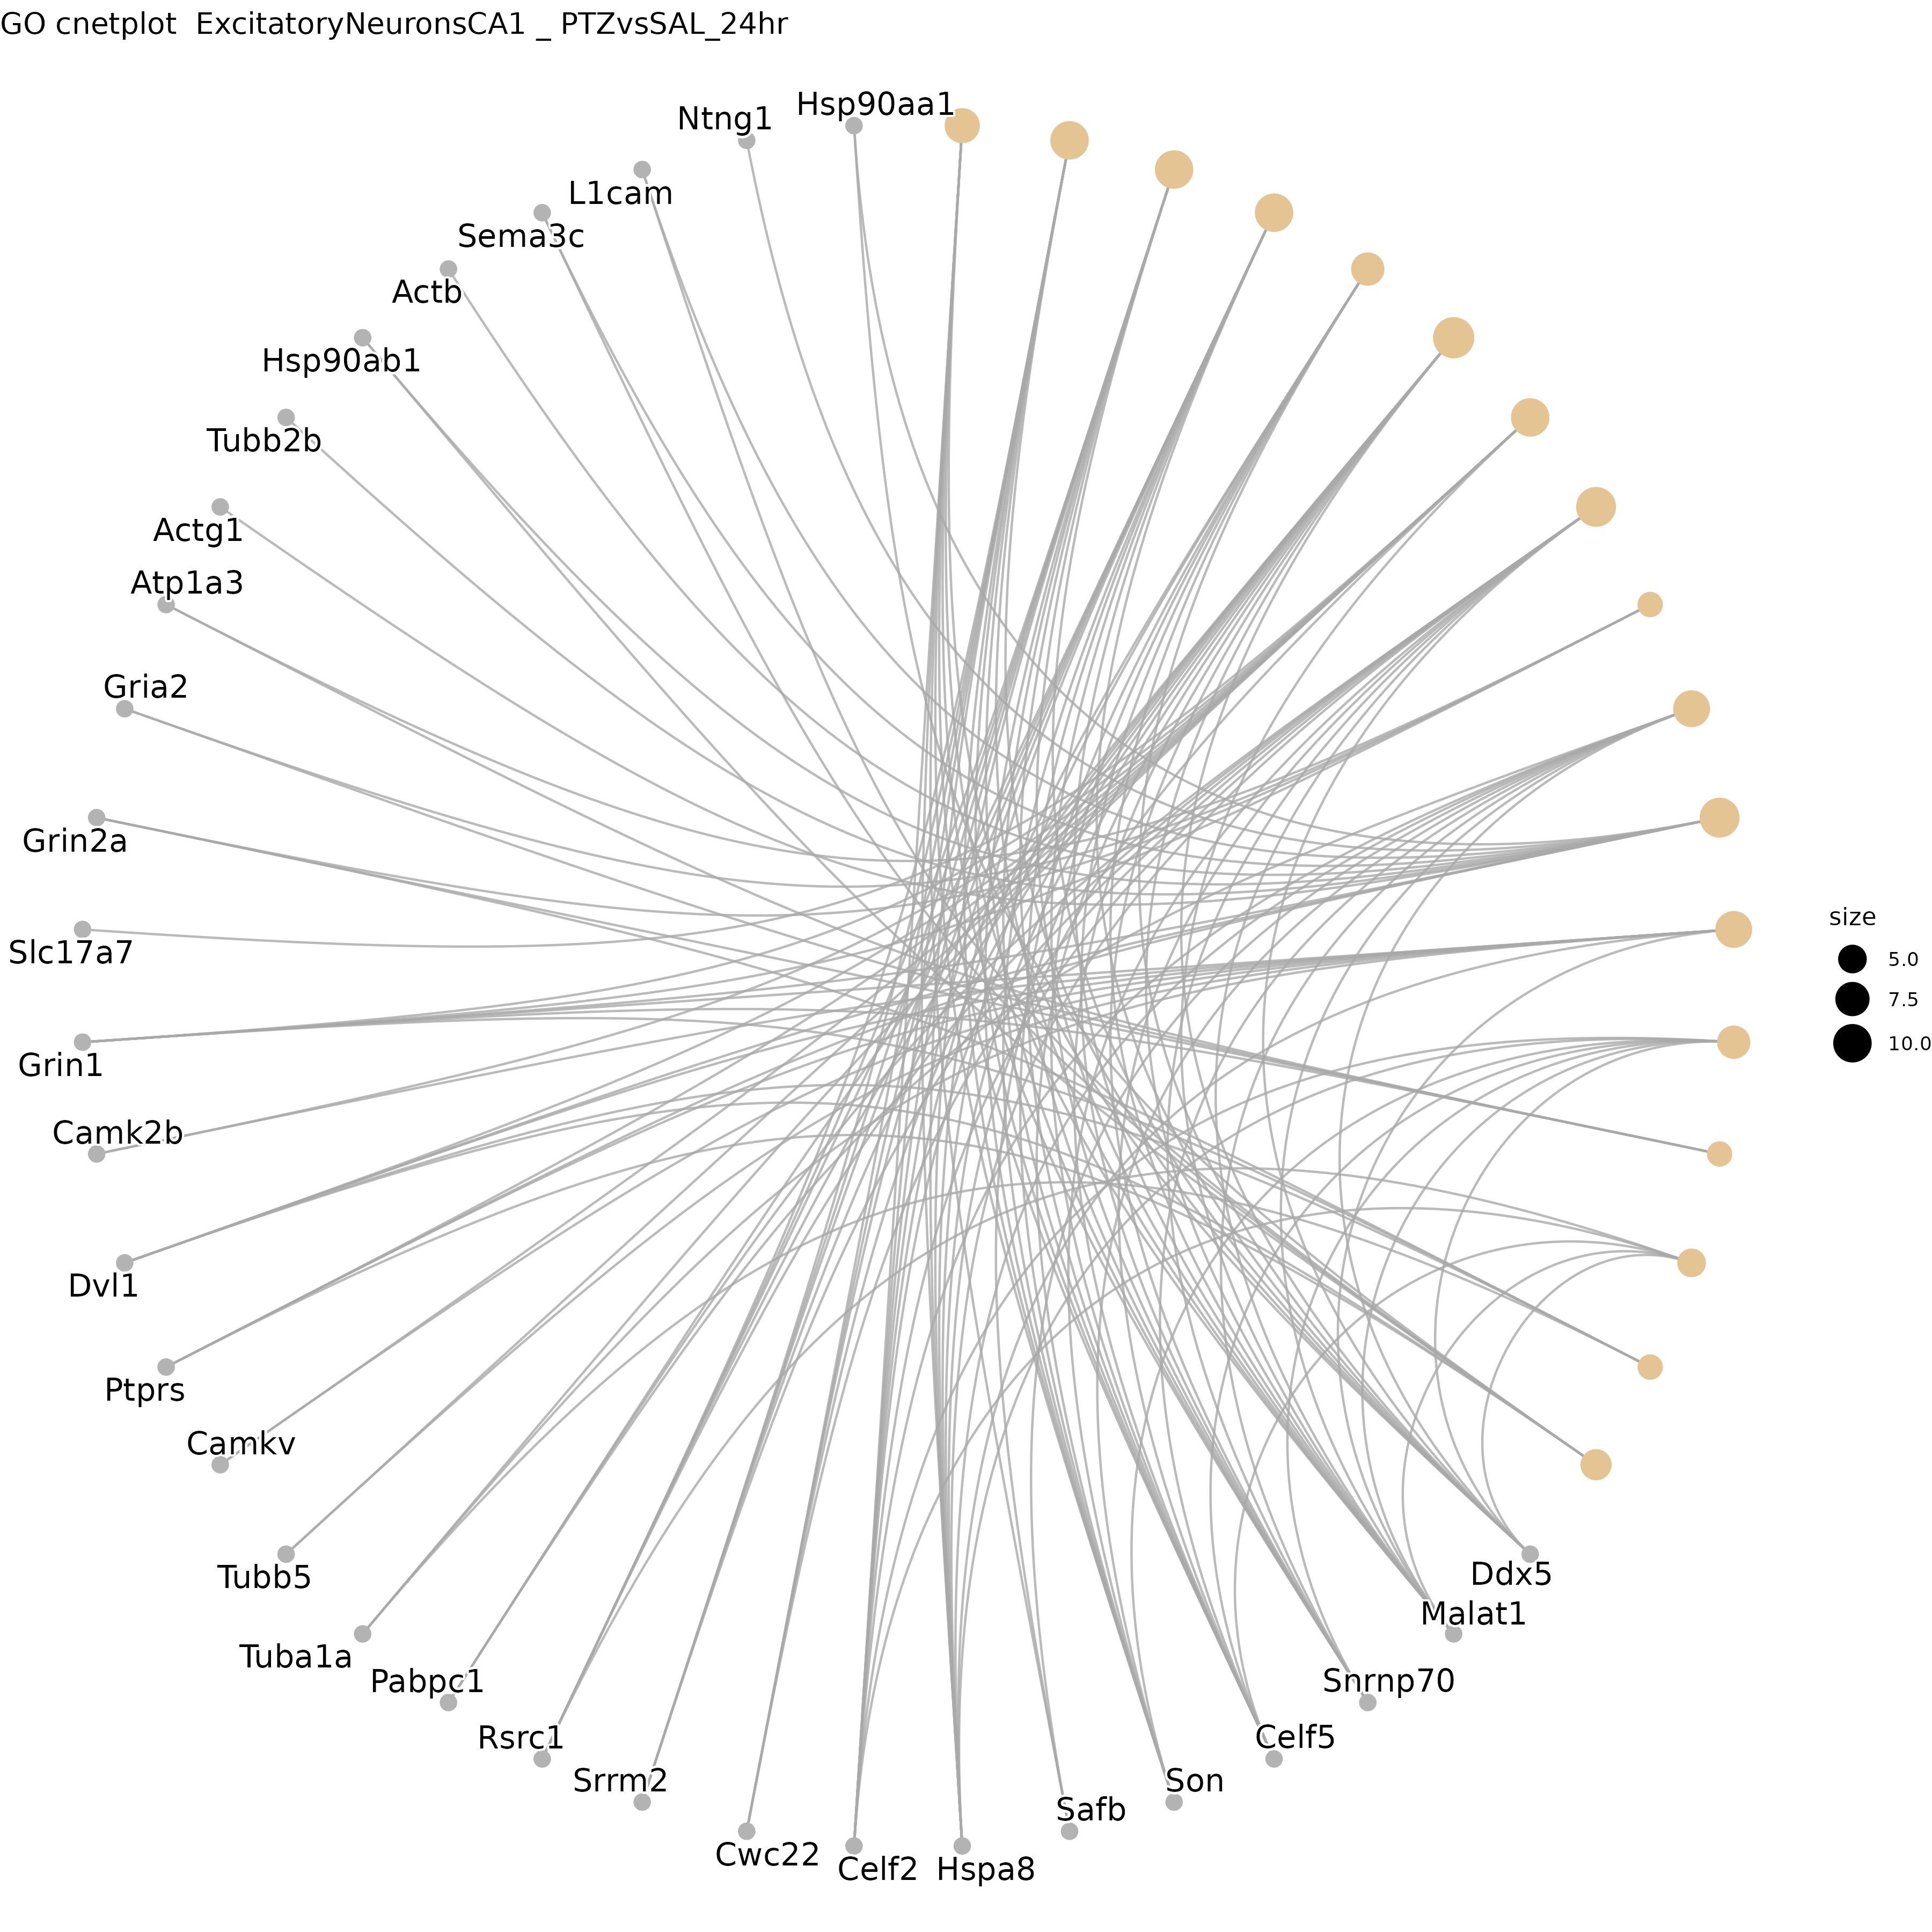 GO cnetplot  ExcitatoryNeuronsCA1 _ PTZvsSAL_24hr
Hsp90aa1
Ntng1
L1cam
Sema3c
Actb
Hsp90ab1
Tubb2b
Actg1
Atp1a3
Gria2
Grin2a
Slc17a7
Grin1
Camk2b
Dvl1
Ptprs
Camkv
Tubb5
Tuba1a
Pabpc1
Rsrc1
Srrm2
Cwc22
Celf2
Hspa8
Safb
Son
Celf5
Snrnp70
Malat1
Ddx5
size
5.0
7.5
10.0